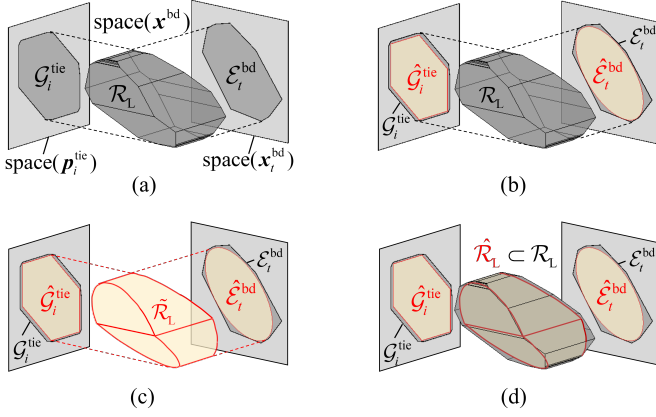 space(𝒙^bd)
𝒢_i^tie
ℛ_L
ℰ_t^bd
space(𝒑_i^tie)
space(𝒙_t^bd)
(a)
ℰ_t^bd
𝒢̂_i^tie
ℰ̂_t^bd
ℛ_L
𝒢_i^tie
(b)
ℰ_t^bd
𝒢̂_i^tie
ℛ̃_L
ℰ̂_t^bd
𝒢_i^tie
(c)
ℛ̂_L ⊂ ℛ_L
ℰ_t^bd
𝒢̂_i^tie
ℰ̂_t^bd
𝒢_i^tie
(d)